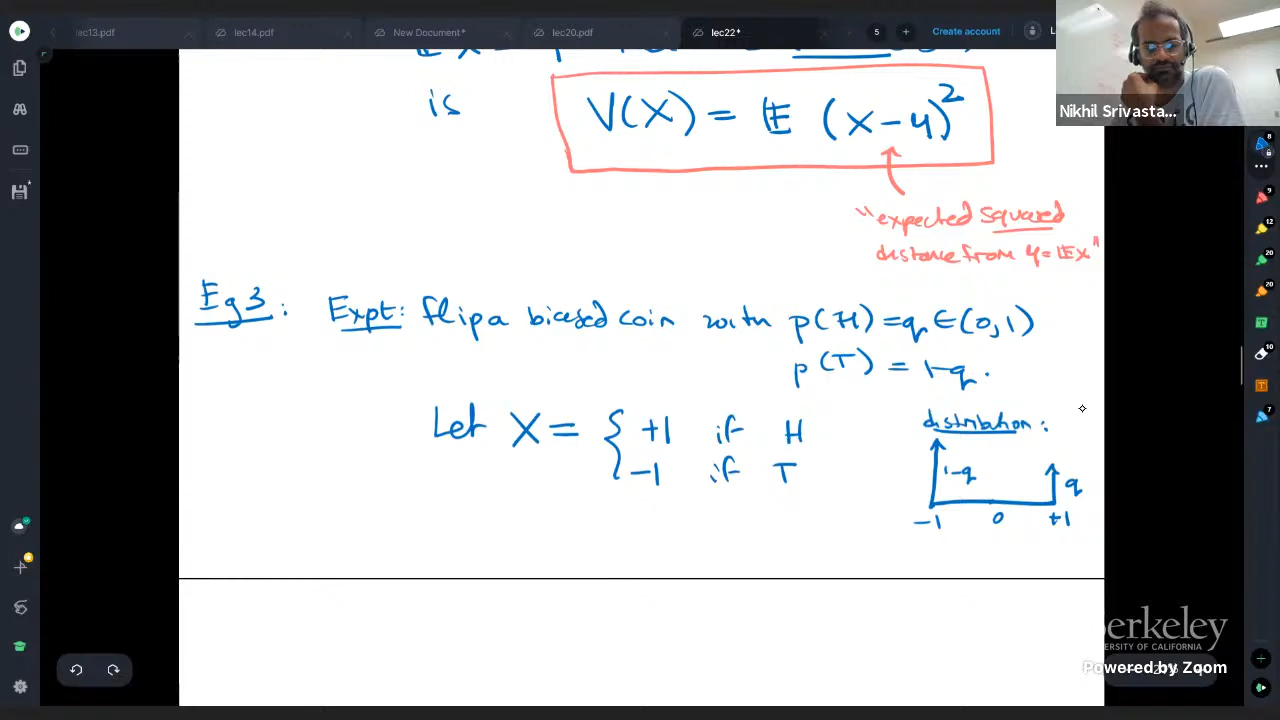 lec13.pdf
lec14.pdf
New Document*
lec20.pdf
lec22*
5
Create account
Nikhil Srivasta...
is
V(X) = 𝔼 (X-μ)²
"expected squared
distance from μ = 𝔼X"
Eg 3:
Expt: flip a biased coin with p(H) = q ∈ (0,1)
p(T) = 1-q.
Let X = { +1 if H
-1 if T
distribution:
1-q
q
-1 0 +1
Berkeley
UNIVERSITY OF CALIFORNIA
Powered by Zoom